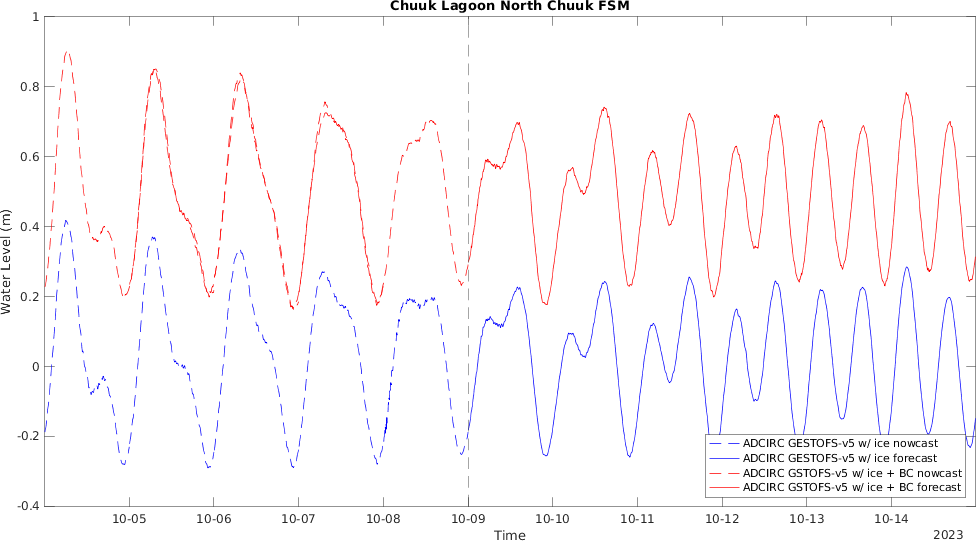 Chuuk Lagoon North Chuuk FSM
1
0.8
0.6
0.4
0.2
0
-0.2
-0.4
Water Level (m)
10-05 10-06 10-07 10-08 10-09 10-10 10-11 10-12 10-13 10-14
Time
2023
ADCIRC GESTOFS-v5 w/ ice nowcast
ADCIRC GESTOFS-v5 w/ ice forecast
ADCIRC GSTOFS-v5 w/ ice + BC nowcast
ADCIRC GSTOFS-v5 w/ ice + BC forecast